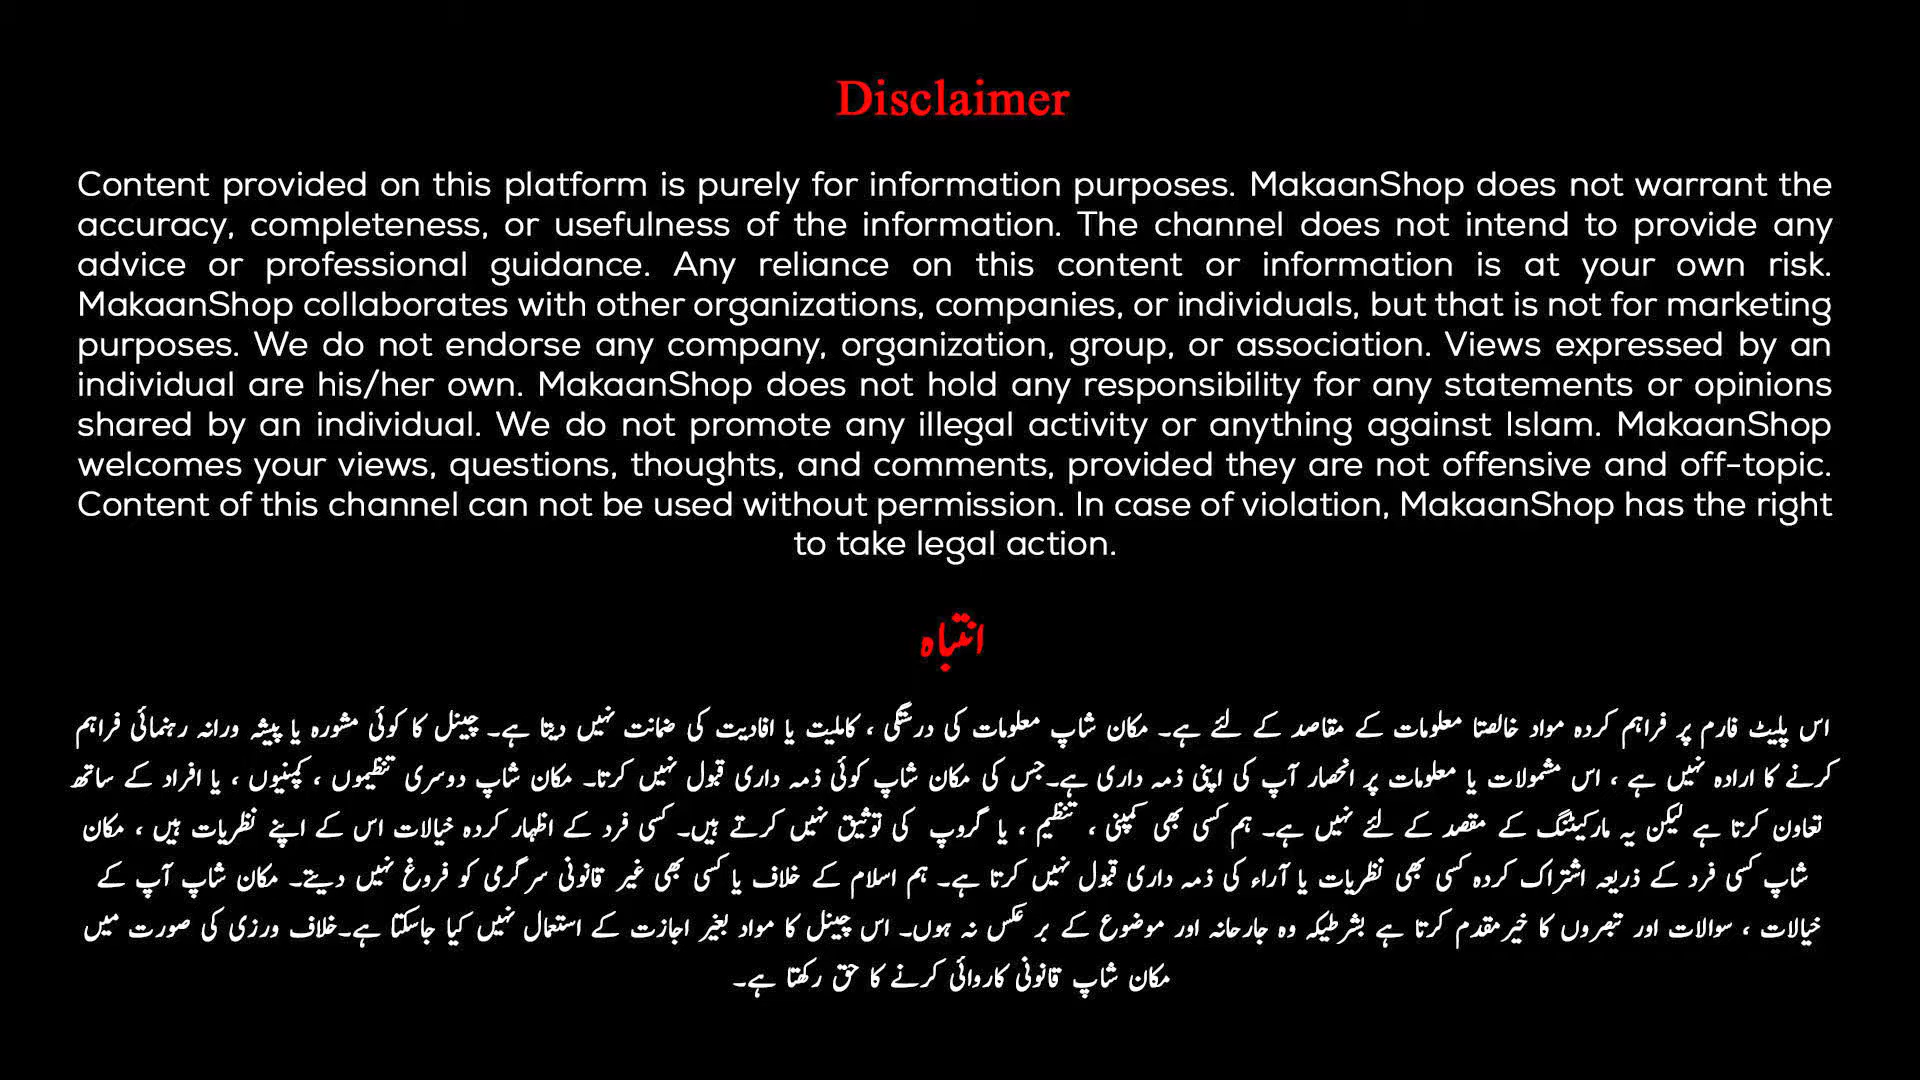 Disclaimer
Content provided on this platform is purely for information purposes. MakaanShop does not warrant the
accuracy, completeness, or usefulness of the information. The channel does not intend to provide any
advice or professional guidance. Any reliance on this content or information is at your own risk.
MakaanShop collaborates with other organizations, companies, or individuals, but that is not for marketing
purposes. We do not endorse any company, organization, group, or association. Views expressed by an
individual are his/her own. MakaanShop does not hold any responsibility for any statements or opinions
shared by an individual. We do not promote any illegal activity or anything against Islam. MakaanShop
welcomes your views, questions, thoughts, and comments, provided they are not offensive and off-topic.
Content of this channel can not be used without permission. In case of violation, MakaanShop has the right
to take legal action.
انتباہ
اس پلیٹ فارم پر فراہم کردہ مواد خالصتا معلومات کے مقاصد کے لئے ہے۔ مکان شاپ معلومات کی درستگی ، کاملیت یا افادیت کی ضمانت نہیں دیتا ہے۔ چینل کا کوئی مشورہ یا پیشہ ورانہ رہنمائی فراہم
کرنے کا ارادہ نہیں ہے ، اس مشمولات یا معلومات پر انحصار آپ کی اپنی ذمہ داری ہے۔جس کی مکان شاپ کوئی ذمہ داری قبول نہیں کرتا۔ مکان شاپ دوسری تنظیموں ، کمپنیوں ، یا افراد کے ساتھ
تعاون کرتا ہے لیکن یہ مارکیٹنگ کے مقصد کے لئے نہیں ہے۔ ہم کسی بھی کمپنی ، تنظیم ، یا گروپ کی توثیق نہیں کرتے ہیں۔ کسی فرد کے اظہار کردہ خیالات اس کے اپنے نظریات ہیں ، مکان
شاپ کسی فرد کے ذریعہ اشتراک کردہ کسی بھی نظریات یا آراء کی ذمہ داری قبول نہیں کرتا ہے۔ ہم اسلام کے خلاف یا کسی بھی غیر قانونی سرگرمی کو فروغ نہیں دیتے۔ مکان شاپ آپ کے
خیالات ، سوالات اور تبصروں کا خیرمقدم کرتا ہے بشرطیکہ وہ جارحانہ اور موضوع کے بر عکس نہ ہوں۔ اس چینل کا مواد بغیر اجازت کے استعمال نہیں کیا جاسکتا ہے۔خلاف ورزی کی صورت میں
مکان شاپ قانونی کاروائی کرنے کا حق رکھتا ہے۔